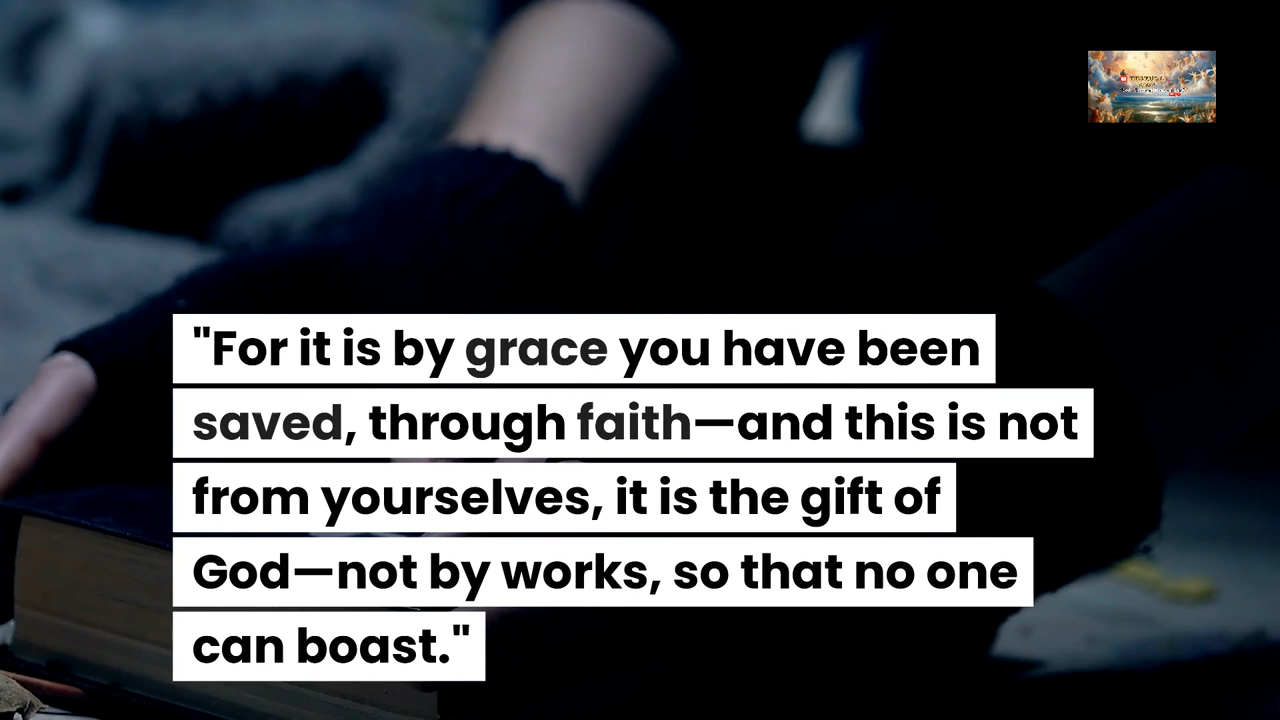 "For it is by grace you have been
saved, through faith—and this is not
from yourselves, it is the gift of
God—not by works, so that no one
can boast."